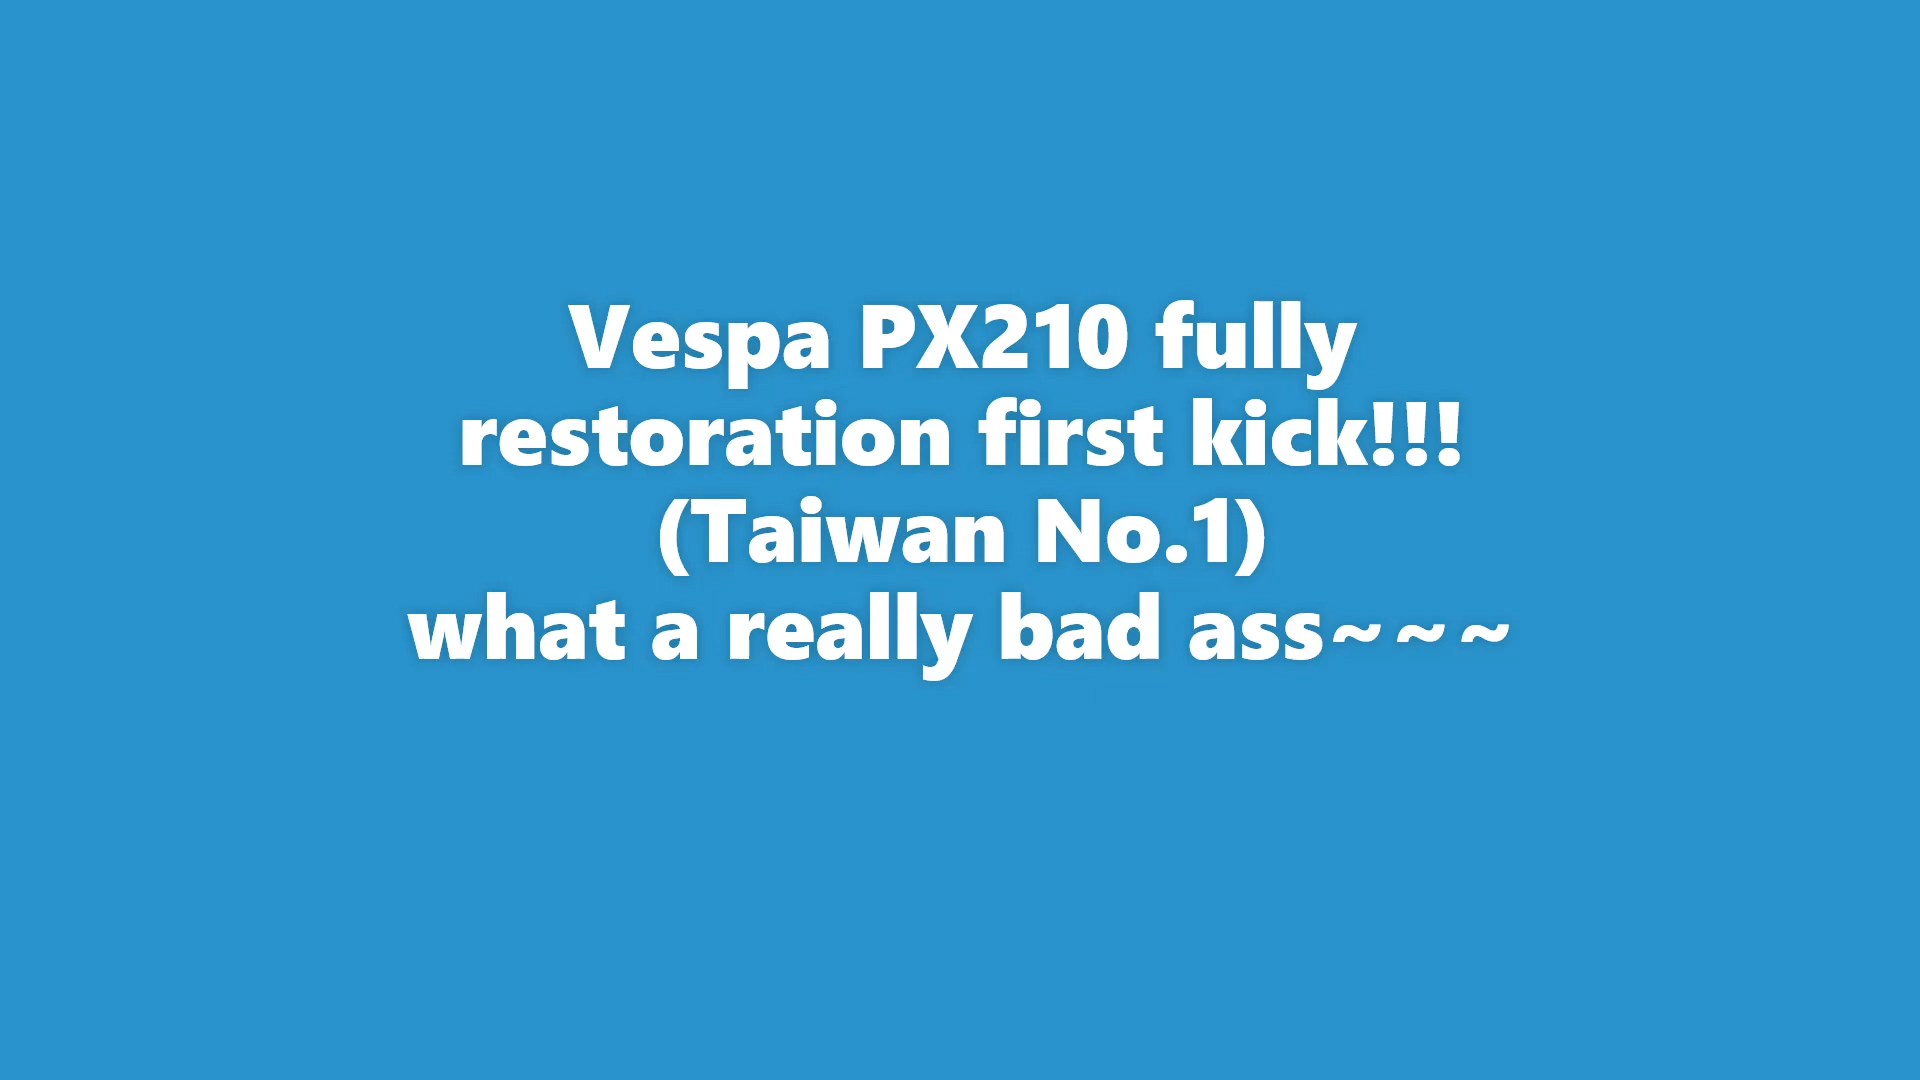 Vespa PX210 fully
restoration first kick!!!
(Taiwan No.1)
what a really bad ass~~~